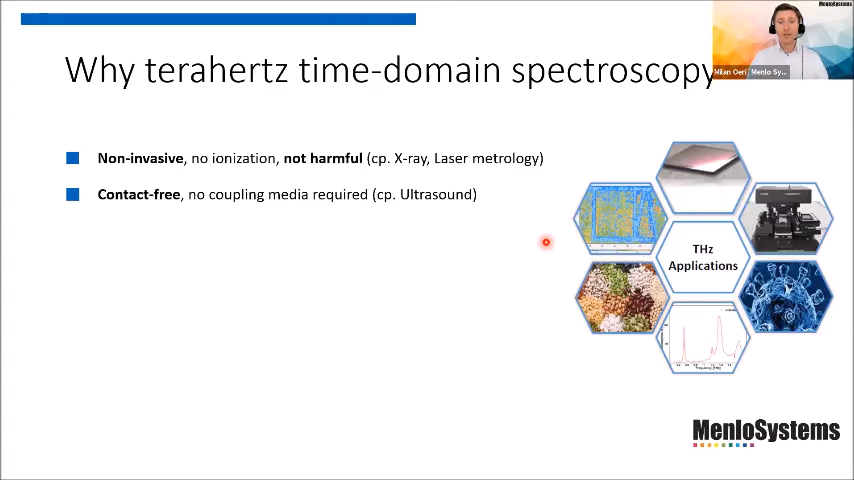 MenloSystems
Why terahertz time-domain spectroscopy
Milan Oeri | Menlo Sy...
Non-invasive, no ionization, not harmful (cp. X-ray, Laser metrology)
Contact-free, no coupling media required (cp. Ultrasound)
THz
Applications
MenloSystems